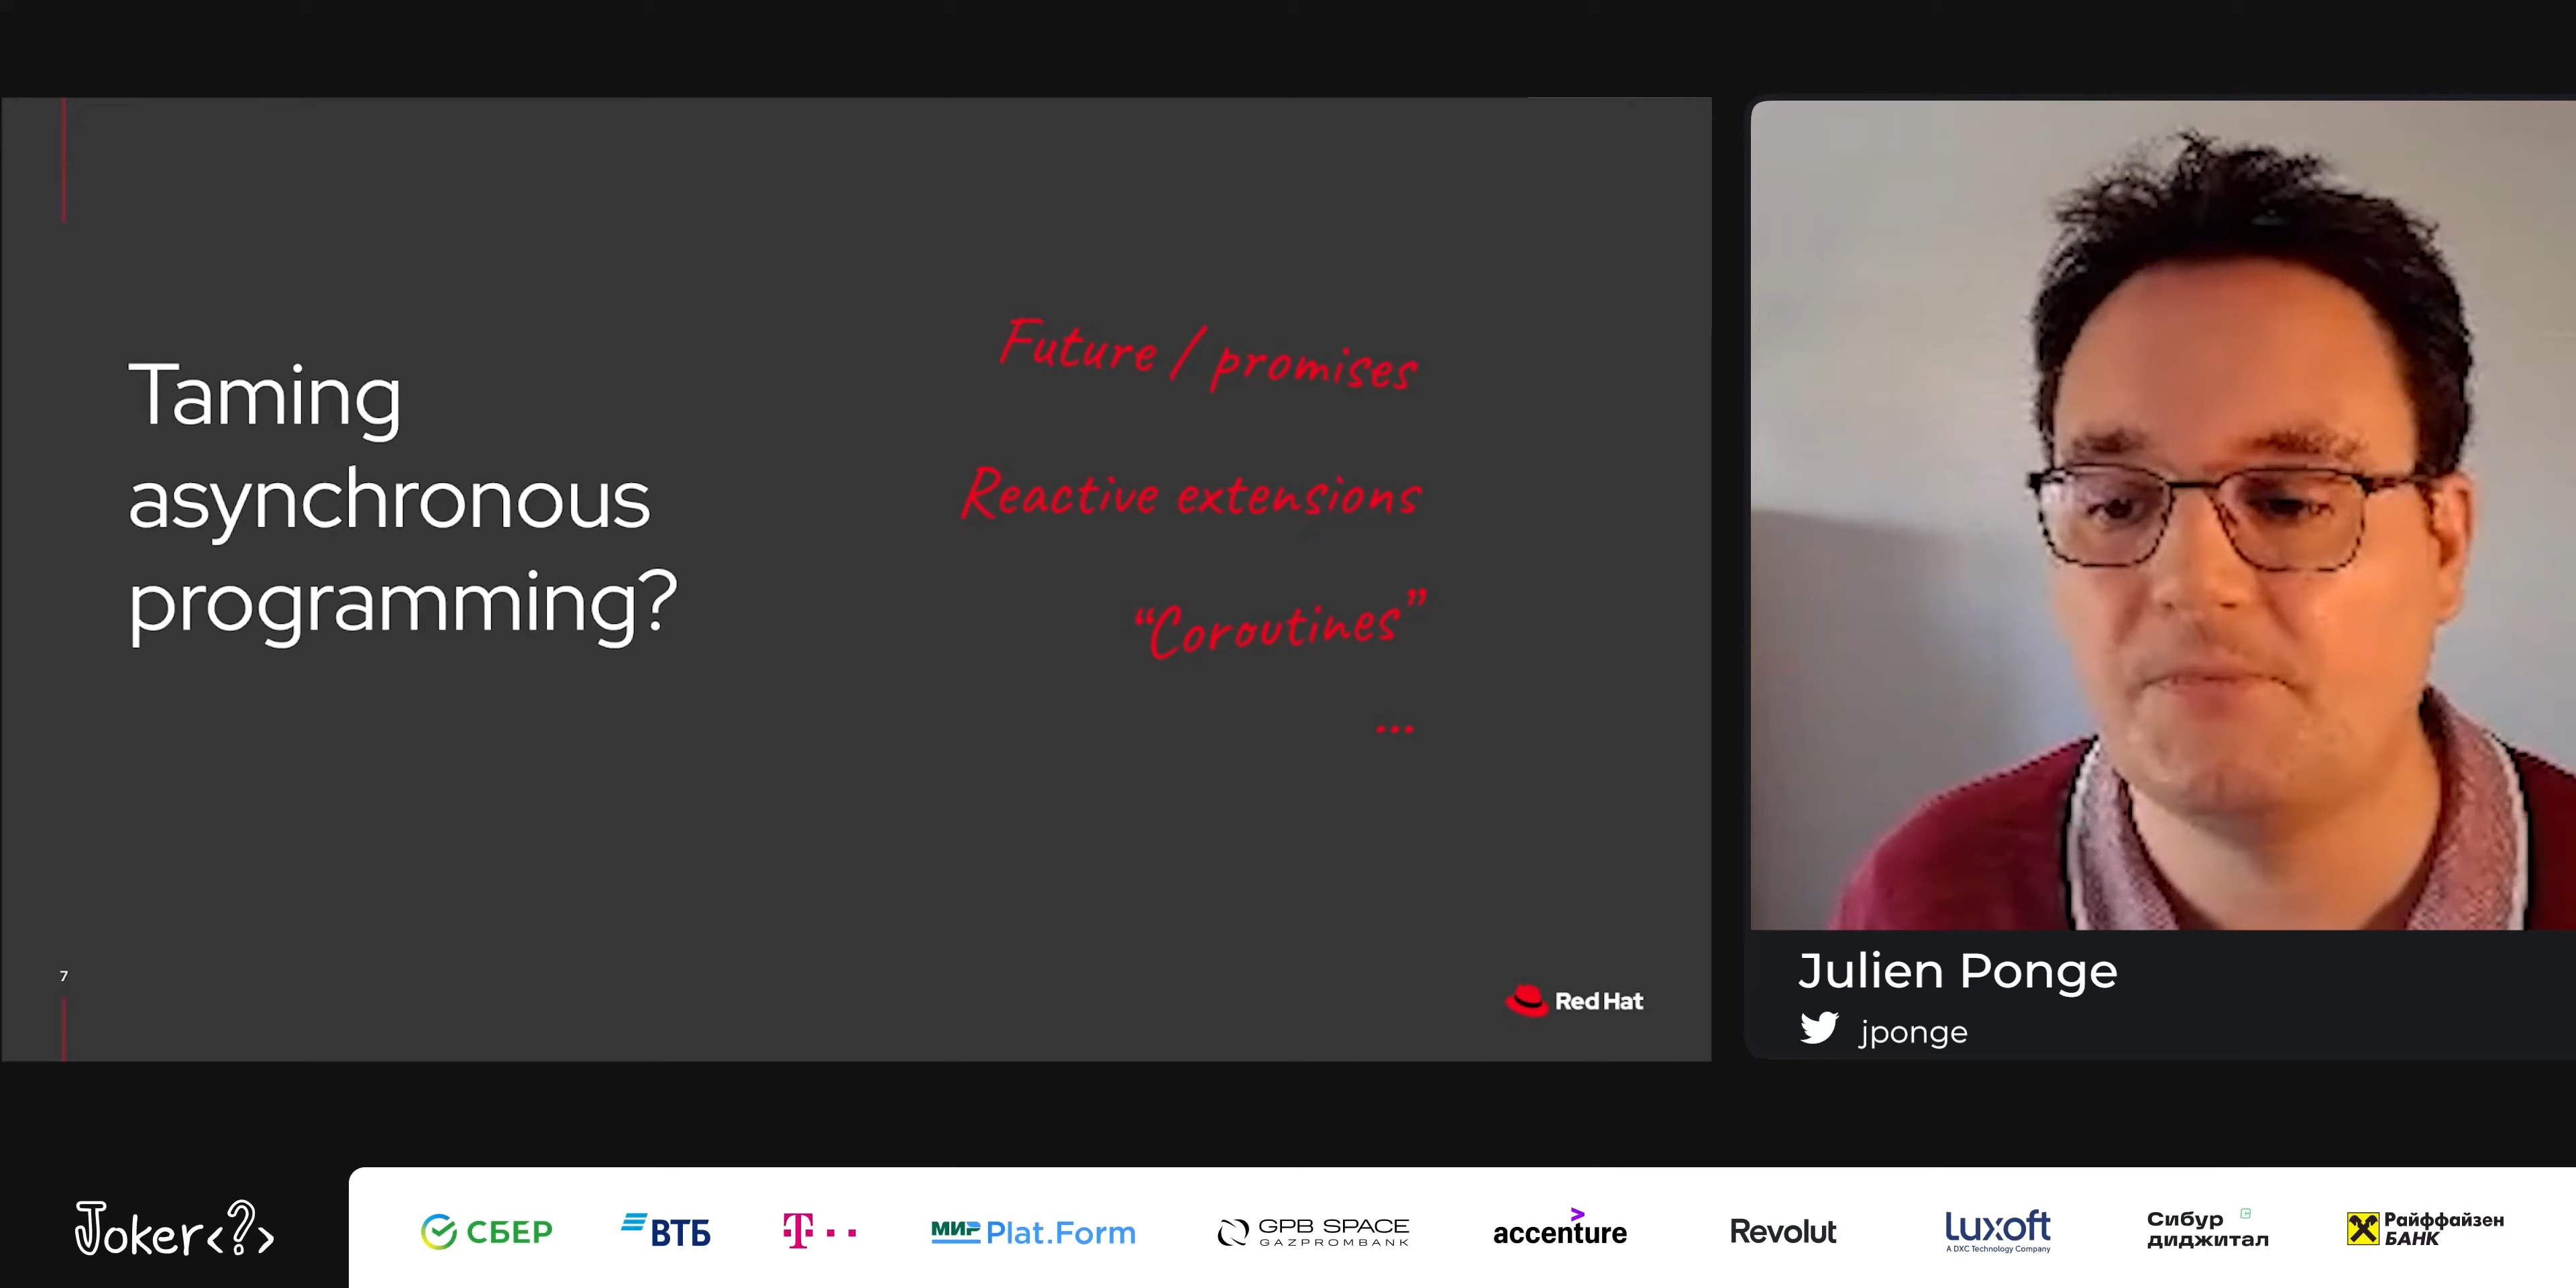 Taming
asynchronous
programming?
Future / promises
Reactive extensions
“Coroutines”
...
7
Red Hat
Julien Ponge
jponge
Joker<?>
СБЕР
ВТБ
T
МИР Plat.Form
GPB SPACE
GAZPROMBANK
accenture
Revolut
Luxoft
A DXC Technology Company
Сибур
диджитал
Райффайзен
БАНК